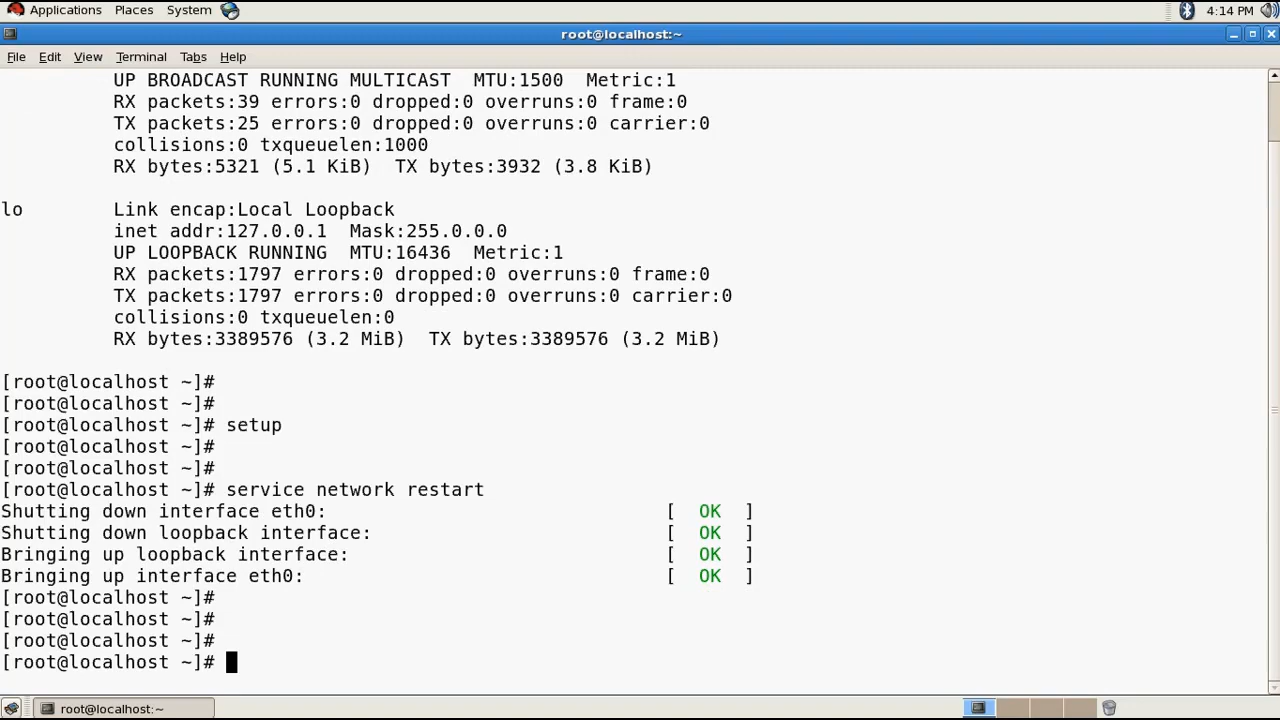 Applications Places System 4:14 PM
root@localhost:~
File Edit View Terminal Tabs Help
UP BROADCAST RUNNING MULTICAST  MTU:1500  Metric:1
RX packets:39 errors:0 dropped:0 overruns:0 frame:0
TX packets:25 errors:0 dropped:0 overruns:0 carrier:0
collisions:0 txqueuelen:1000
RX bytes:5321 (5.1 KiB)  TX bytes:3932 (3.8 KiB)
lo        Link encap:Local Loopback
inet addr:127.0.0.1  Mask:255.0.0.0
UP LOOPBACK RUNNING  MTU:16436  Metric:1
RX packets:1797 errors:0 dropped:0 overruns:0 frame:0
TX packets:1797 errors:0 dropped:0 overruns:0 carrier:0
collisions:0 txqueuelen:0
RX bytes:3389576 (3.2 MiB)  TX bytes:3389576 (3.2 MiB)
[root@localhost ~]#
[root@localhost ~]#
[root@localhost ~]# setup
[root@localhost ~]#
[root@localhost ~]#
[root@localhost ~]# service network restart
Shutting down interface eth0: [ OK ]
Shutting down loopback interface: [ OK ]
Bringing up loopback interface: [ OK ]
Bringing up interface eth0: [ OK ]
[root@localhost ~]#
[root@localhost ~]#
[root@localhost ~]#
[root@localhost ~]#
root@localhost:~